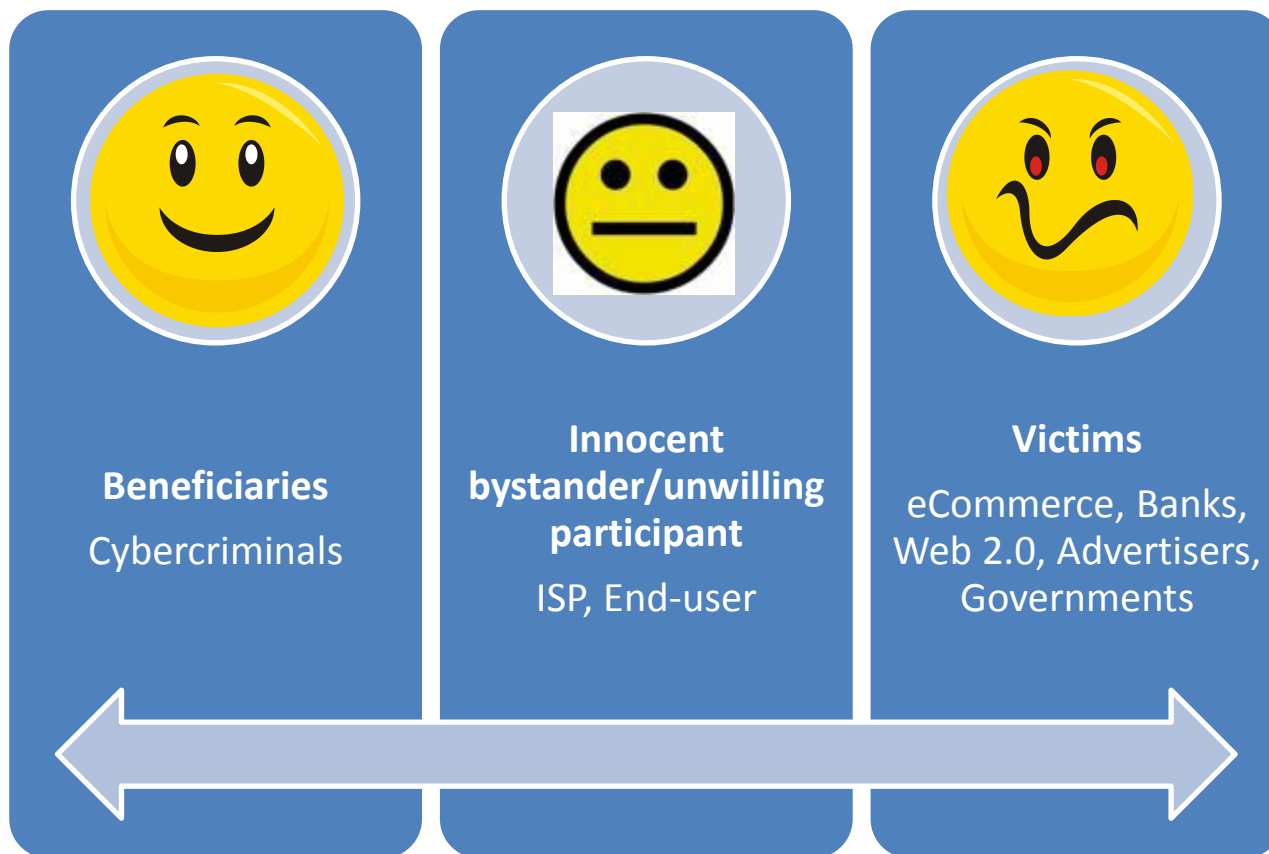 Beneficiaries
Cybercriminals
Innocent
bystander/unwilling
participant
ISP, End-user
Victims
eCommerce, Banks,
Web 2.0, Advertisers,
Governments